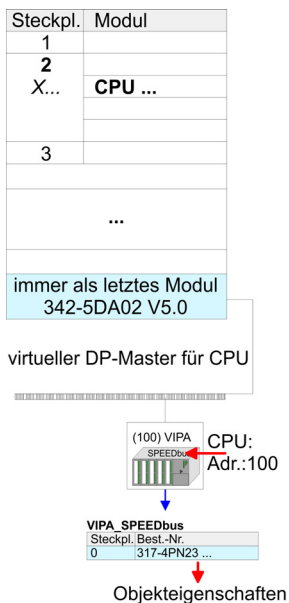 Steckpl. Modul
1
2
X... CPU ...
3
...
immer als letztes Modul
342-5DA02 V5.0
virtueller DP-Master für CPU
(100) VIPA
SPEEDbus
CPU:
Adr.:100
VIPA_SPEEDbus
Steckpl. Best.-Nr.
0 317-4PN23 ...
Objekteigenschaften